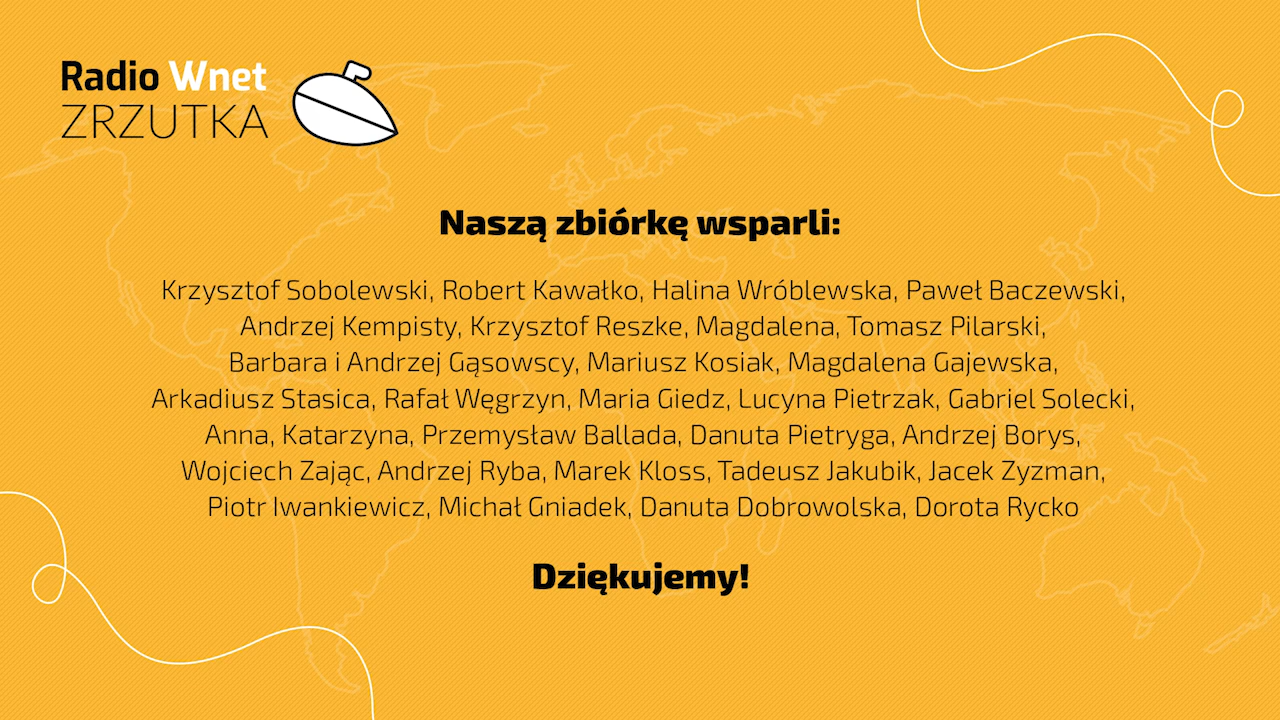 Radio Wnet
ZRZUTKA
Naszą zbiórkę wsparli:
Krzysztof Sobolewski, Robert Kawałko, Halina Wróblewska, Paweł Baczewski,
Andrzej Kempisty, Krzysztof Reszke, Magdalena, Tomasz Pilarski,
Barbara i Andrzej Gąsowscy, Mariusz Kosiak, Magdalena Gajewska,
Arkadiusz Stasica, Rafał Węgrzyn, Maria Giedz, Lucyna Pietrzak, Gabriel Solecki,
Anna, Katarzyna, Przemysław Ballada, Danuta Pietryga, Andrzej Borys,
Wojciech Zając, Andrzej Ryba, Marek Kloss, Tadeusz Jakubik, Jacek Zyzman,
Piotr Iwankiewicz, Michał Gniadek, Danuta Dobrowolska, Dorota Rycko
Dziękujemy!